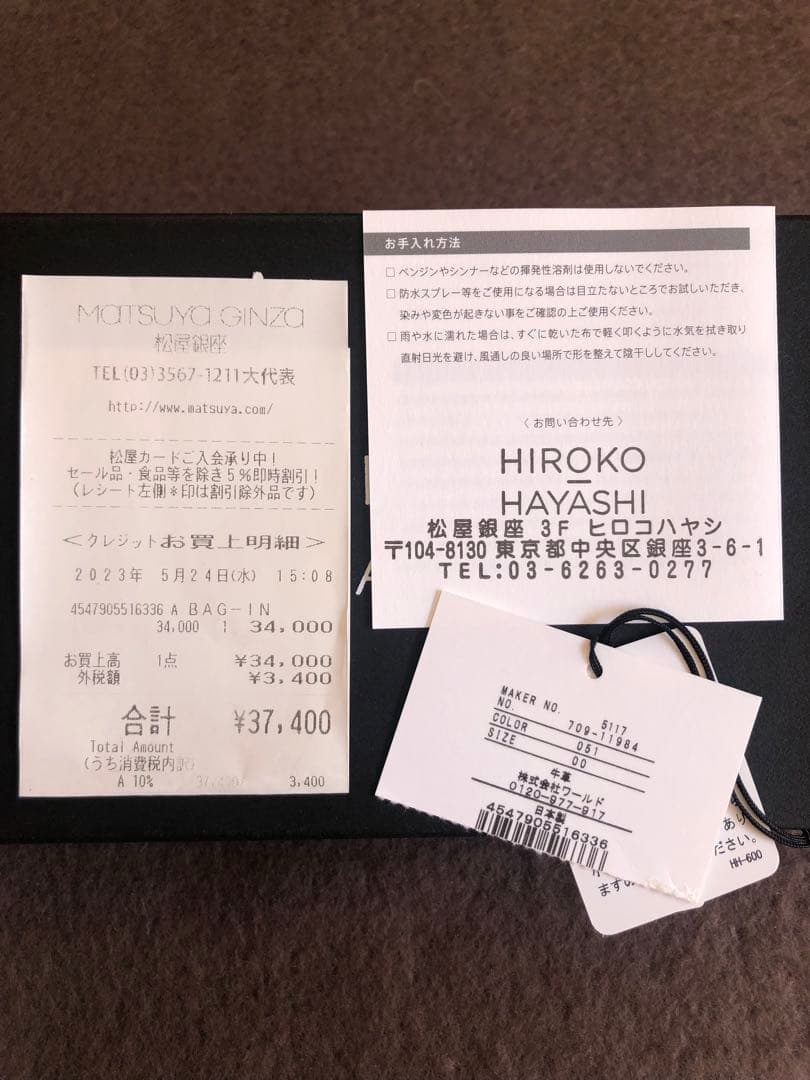 MATSUYA GINZA
松屋銀座
TEL(03)3567-1211大代表
http://www.matsuya.com/
松屋カードご入会承り中！
セール品・食品等を除き5%即時割引！
(レシート左側*印は割引除外品です)
<クレジットお買上明細>
2023年 5月24日(水) 15:08
4547905516336 A BAG-IN
34,000 1 34,000
お買上高 1点 ¥34,000
外税額 ¥3,400
合計 ¥37,400
Total Amount
(うち消費税内訳)
A 10% 37,400 3,400
お手入れ方法
□ ベンジンやシンナーなどの揮発性溶剤は使用しないでください。
□ 防水スプレー等をご使用になる場合は目立たないところでお試しいただき、
染みや変色が起きない事をご確認の上ご使用ください。
□ 雨や水に濡れた場合は、すぐに乾いた布で軽く叩くように水気を拭き取り
直射日光を避け、風通しの良い場所で形を整えて陰干ししてください。
〈 お問い合わせ先 〉
HIROKO
HAYASHI
松屋銀座 3F ヒロコハヤシ
〒104-8130 東京都中央区銀座3-6-1
TEL:03-6263-0277
MAKER NO. 5117
NO. 709-11984
COLOR 051
SIZE 00
牛革
株式会社ワールド
0120-977-917
日本製
4547905516336
あり
ださい。
ますの
HH-600